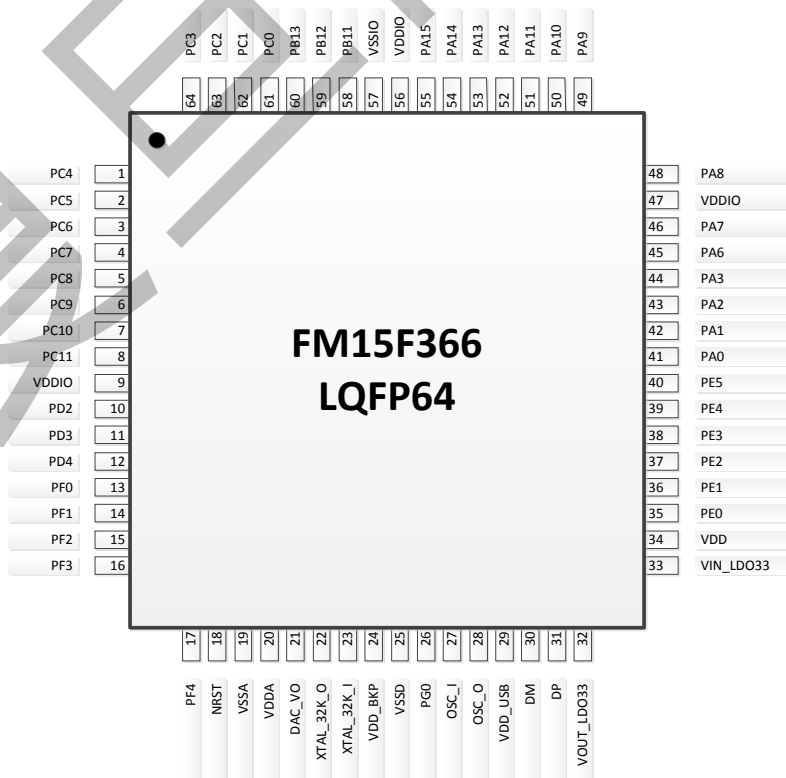 PC3 PC2 PC1 PC0 PB13 PB12 PB11 VSSIO VDDIO PA15 PA14 PA13 PA12 PA11 PA10 PA9
64 63 62 61 60 59 58 57 56 55 54 53 52 51 50 49
PC4 1 48 PA8
PC5 2 47 VDDIO
PC6 3 46 PA7
PC7 4 45 PA6
PC8 5 44 PA3
PC9 6 43 PA2
PC10 7 42 PA1
PC11 8 41 PA0
VDDIO 9 40 PE5
PD2 10 39 PE4
PD3 11 38 PE3
PD4 12 37 PE2
PF0 13 36 PE1
PF1 14 35 PE0
PF2 15 34 VDD
PF3 16 33 VIN_LDO33
FM15F366
LQFP64
17 18 19 20 21 22 23 24 25 26 27 28 29 30 31 32
PF4 NRST VSSA VDDA DAC_VO XTAL_32K_O XTAL_32K_I VDD_BKP VSSD PG0 OSC_I OSC_O VDD_USB DM DP VOUT_LDO33